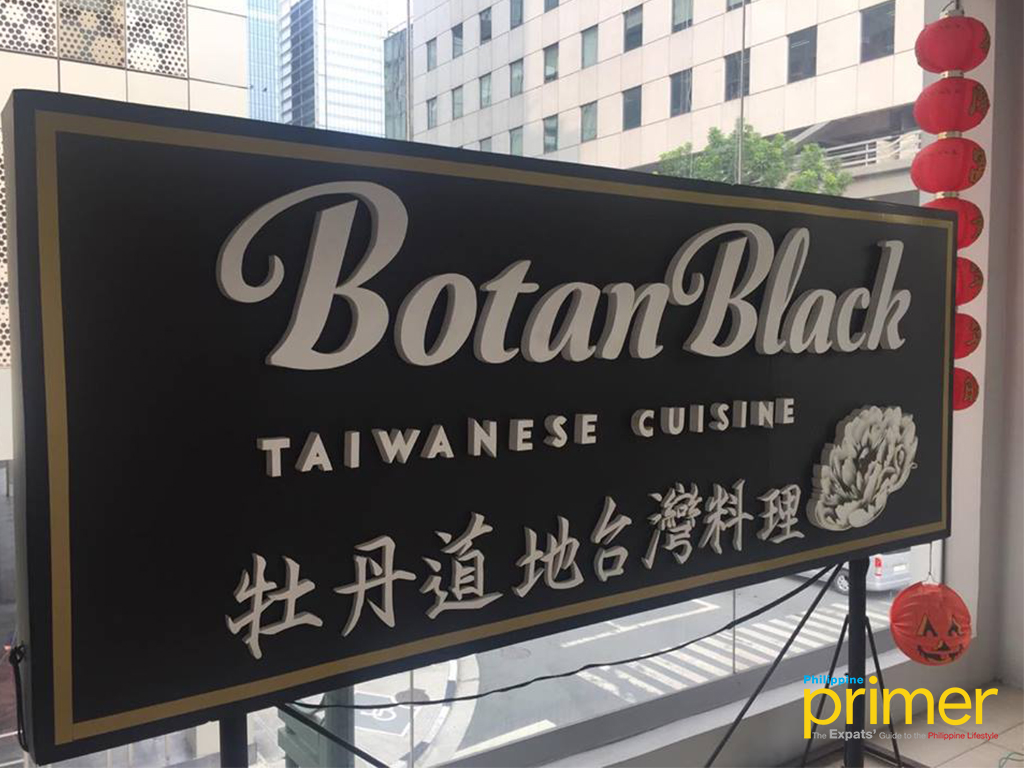 Botan Black
TAIWANESE CUISINE
牡丹道地台灣料理
Philippine
primer
The Expats' Guide to the Philippine Lifestyle